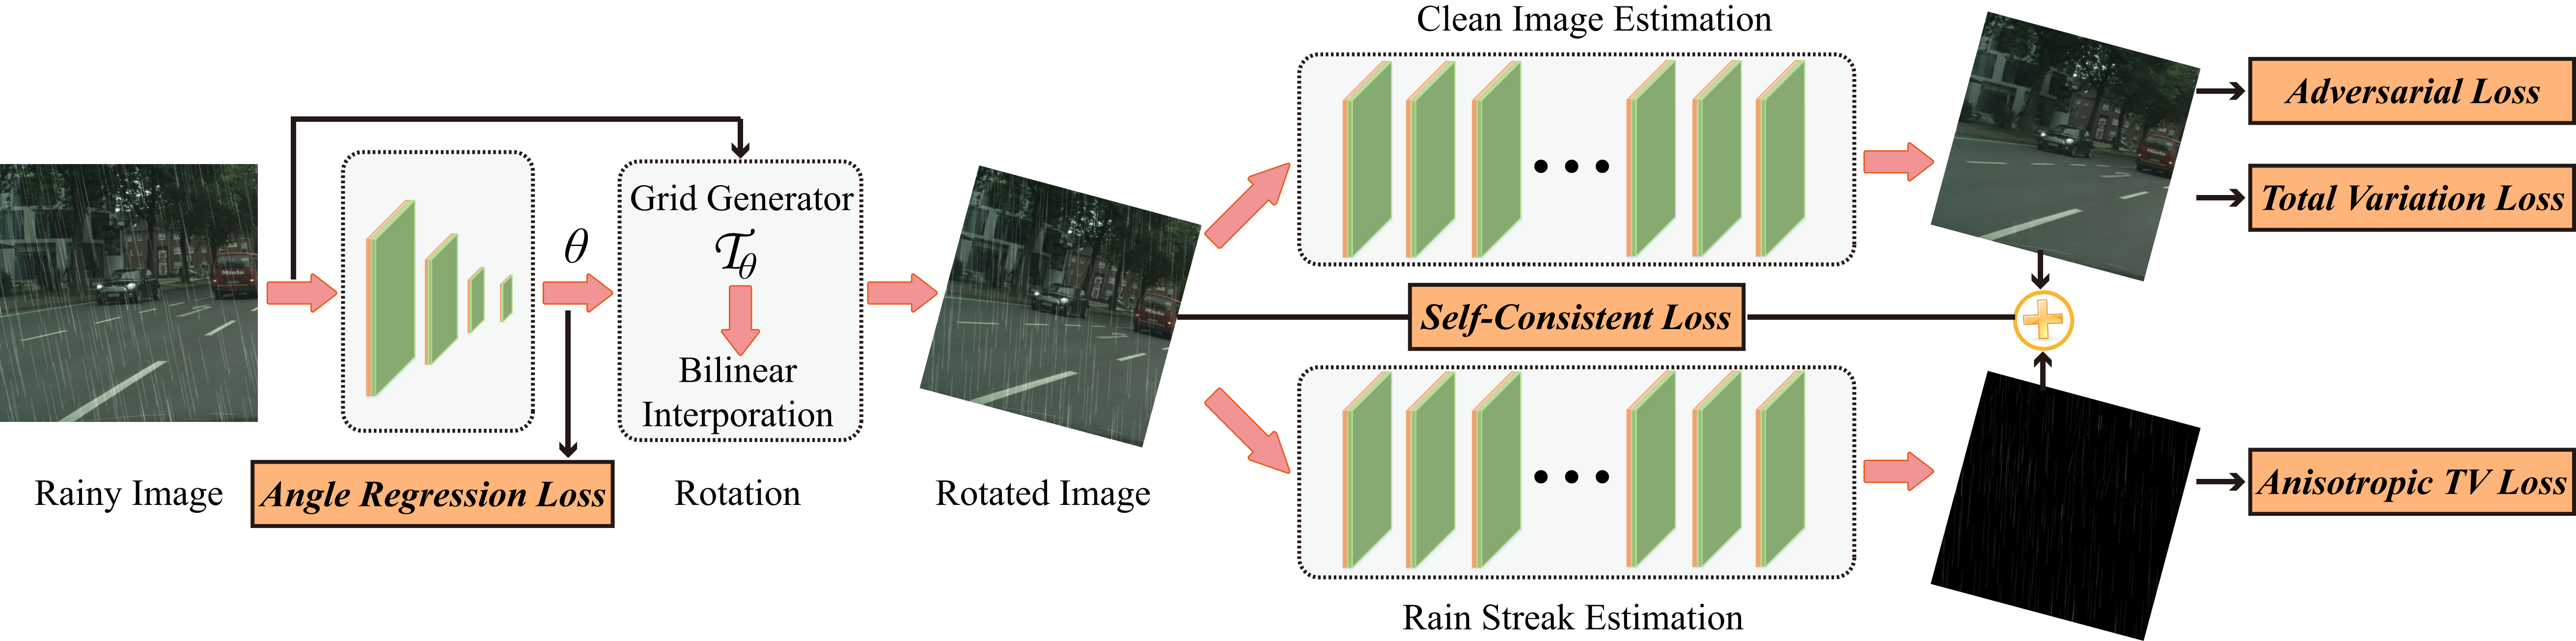 Clean Image Estimation
Adversarial Loss
Total Variation Loss
θ
Grid Generator
𝒯θ
Bilinear
Interporation
Self-Consistent Loss
Rainy Image
Angle Regression Loss
Rotation
Rotated Image
Anisotropic TV Loss
Rain Streak Estimation